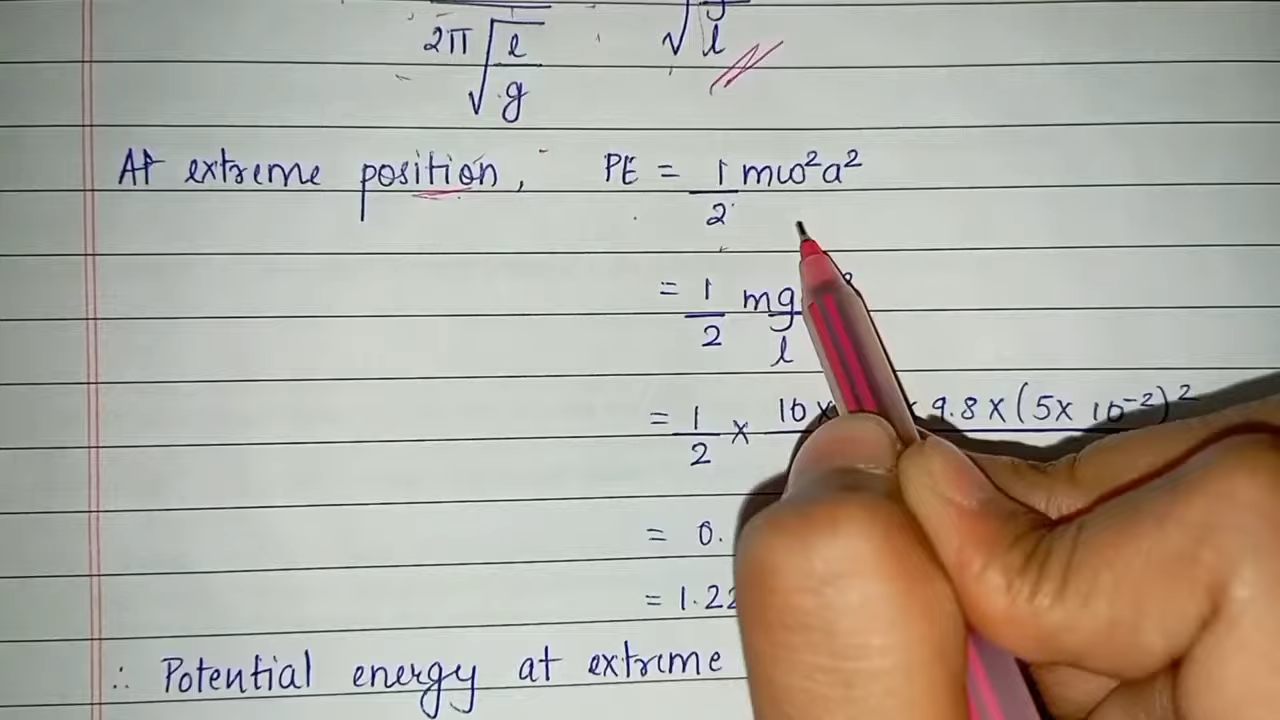 2π √(l/g) √(g/l)
At extreme position, PE = 1/2 mω²a²
= 1/2 mg/l
= 1/2 × 10× 9.8 × (5× 10⁻²)²
= 0.
= 1.22
∴ Potential energy at extreme